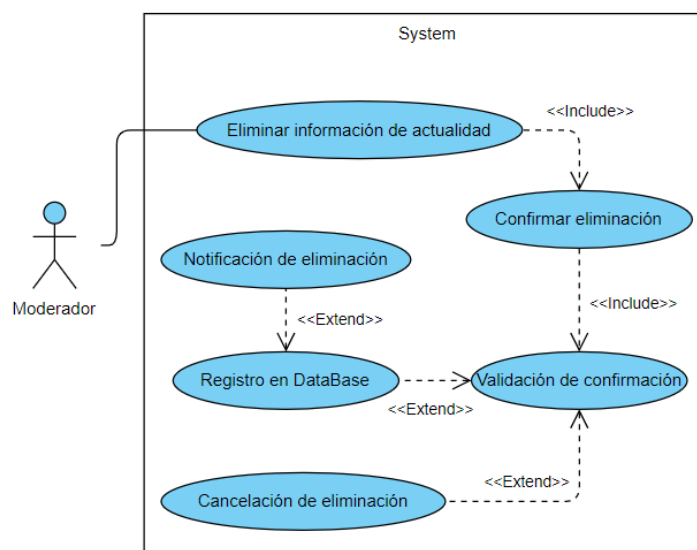 System
<<Include>>
Eliminar información de actualidad
Confirmar eliminación
Notificación de eliminación
Moderador
<<Include>>
<<Extend>>
Registro en DataBase
Validación de confirmación
<<Extend>>
<<Extend>>
Cancelación de eliminación